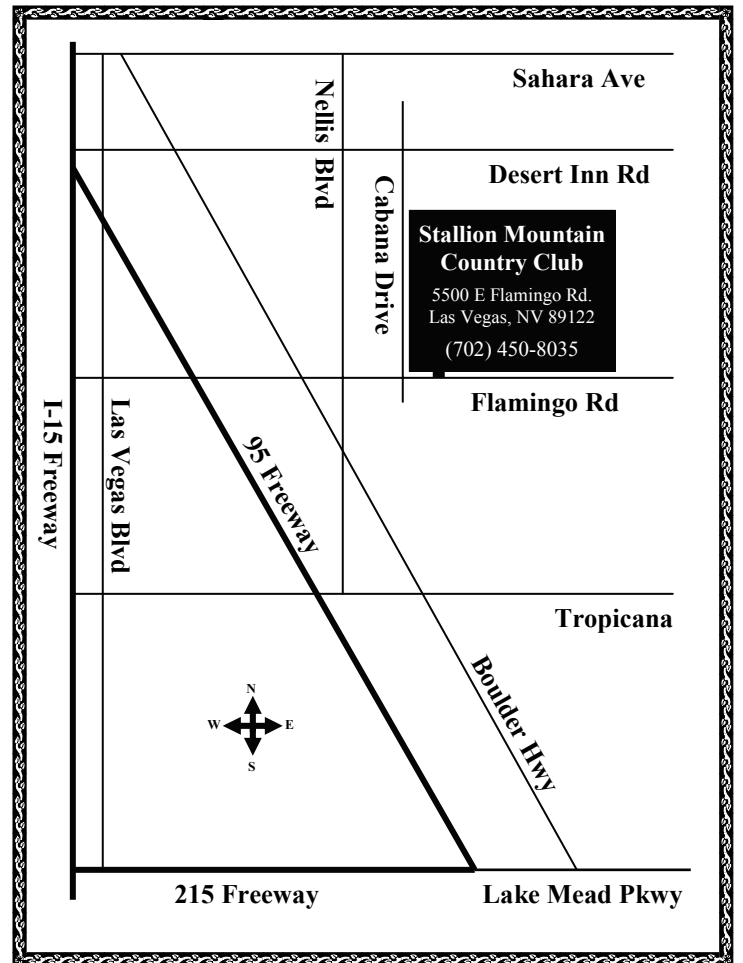 Sahara Ave
Nellis Blvd
Desert Inn Rd
Cabana Drive
Stallion Mountain
Country Club
5500 E Flamingo Rd.
Las Vegas, NV 89122
(702) 450-8035
Flamingo Rd
I-15 Freeway
Las Vegas Blvd
95 Freeway
Tropicana
Boulder Hwy
N
W E
S
215 Freeway
Lake Mead Pkwy